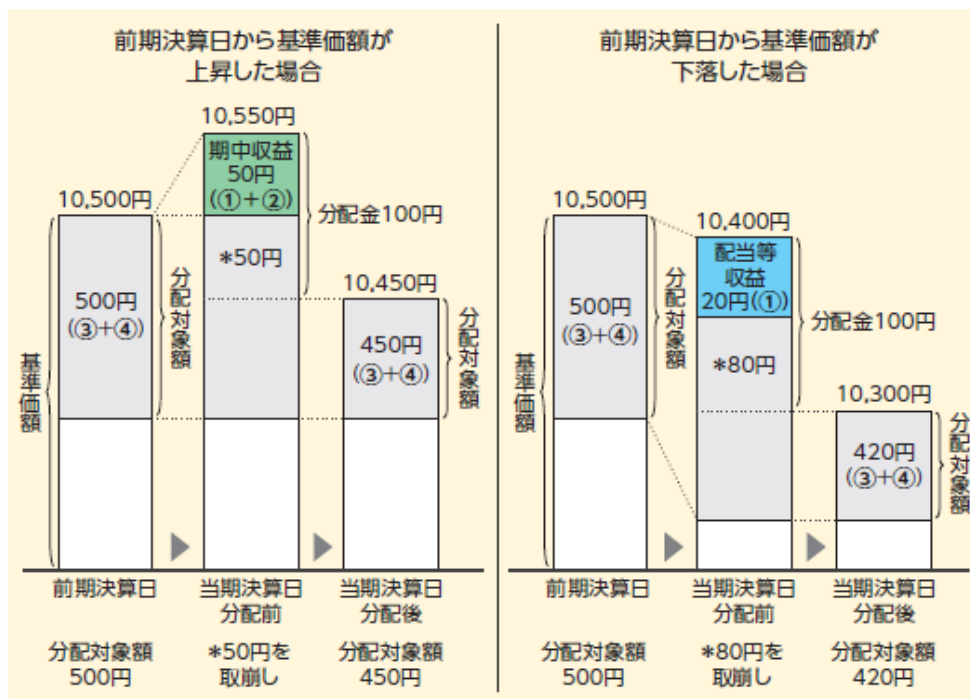 前期決算日から基準価額が
上昇した場合
10,550円
期中収益
50円
(①+②)
10,500円
分配金100円
*50円
10,450円
500円
(③+④)
分配対象額
450円
(③+④)
分配対象額
基準価額
前期決算日
当期決算日
分配前
当期決算日
分配後
分配対象額
500円
*50円を
取崩し
分配対象額
450円
前期決算日から基準価額が
下落した場合
10,500円
10,400円
配当等
収益
20円(①)
500円
(③+④)
分配対象額
分配金100円
*80円
基準価額
10,300円
420円
(③+④)
分配対象額
前期決算日
当期決算日
分配前
当期決算日
分配後
分配対象額
500円
*80円を
取崩し
分配対象額
420円